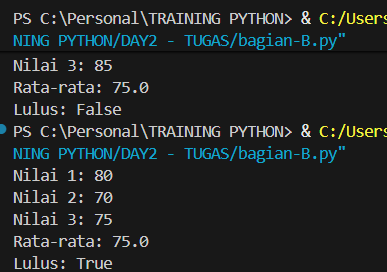 PS C:\Personal\TRAINING PYTHON> & C:/Users
NING PYTHON/DAY2 - TUGAS/bagian-B.py"
Nilai 3: 85
Rata-rata: 75.0
Lulus: False
PS C:\Personal\TRAINING PYTHON> & C:/Users
NING PYTHON/DAY2 - TUGAS/bagian-B.py"
Nilai 1: 80
Nilai 2: 70
Nilai 3: 75
Rata-rata: 75.0
Lulus: True